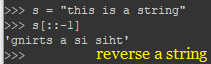 >>> s = "this is a string"
>>> s[::-1]
'gnirts a si siht'
>>>
reverse a string